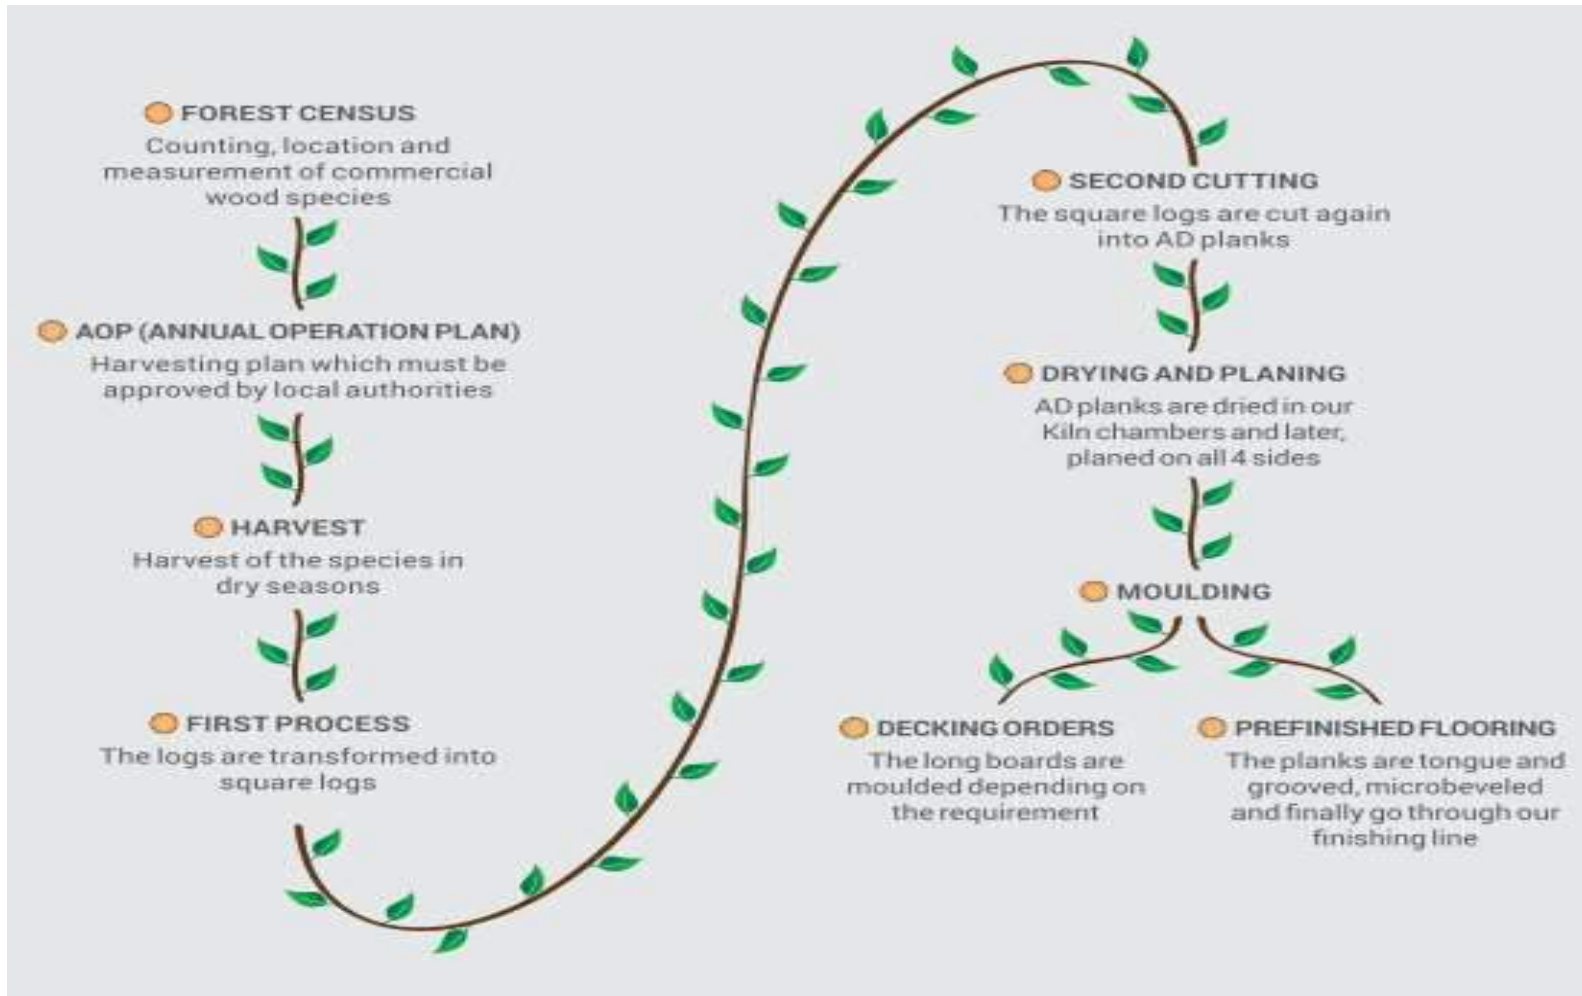 FOREST CENSUS
Counting, location and
measurement of commercial
wood species
AOP (ANNUAL OPERATION PLAN)
Harvesting plan which must be
approved by local authorities
HARVEST
Harvest of the species in
dry seasons
FIRST PROCESS
The logs are transformed into
square logs
SECOND CUTTING
The square logs are cut again
into AD planks
DRYING AND PLANING
AD planks are dried in our
Kiln chambers and later,
planed on all 4 sides
MOULDING
DECKING ORDERS
The long boards are
moulded depending on
the requirement
PREFINISHED FLOORING
The planks are tongue and
grooved, microbeveled
and finally go through our
finishing line